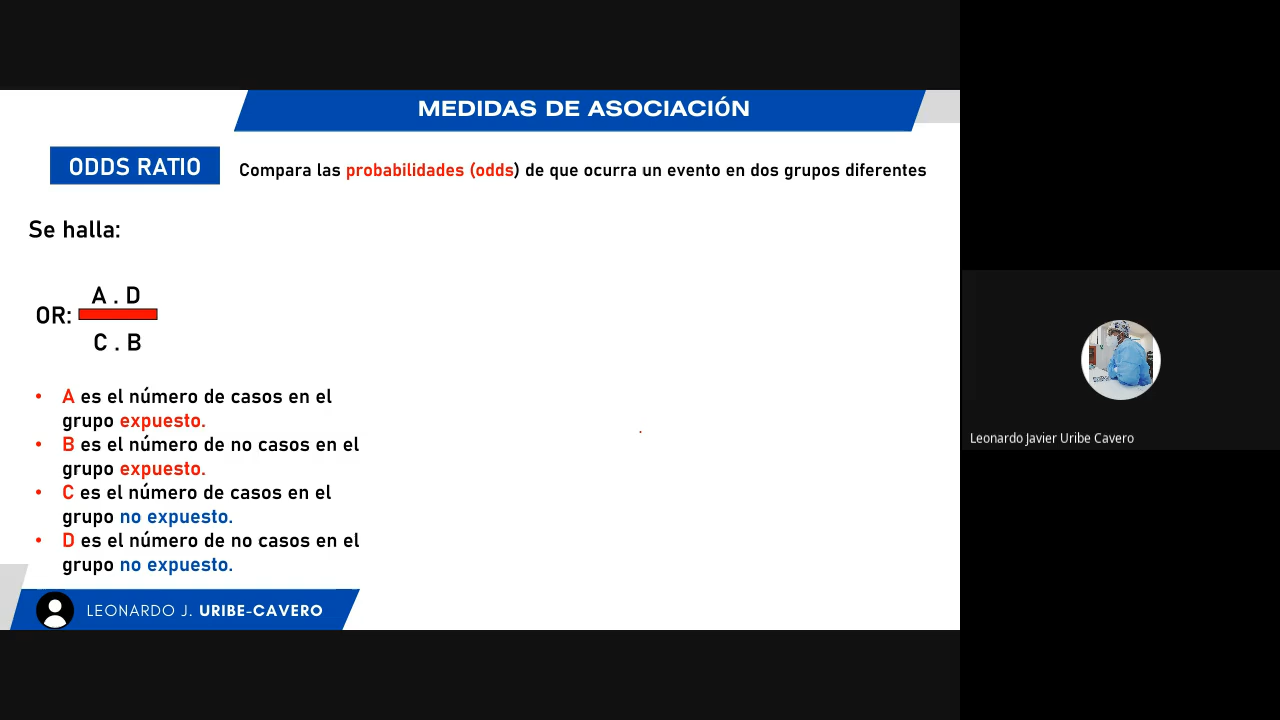 MEDIDAS DE ASOCIACIÓN
ODDS RATIO
Compara las probabilidades (odds) de que ocurra un evento en dos grupos diferentes
Se halla:
A . D
OR:
C . B
• A es el número de casos en el
grupo expuesto.
• B es el número de no casos en el
grupo expuesto.
• C es el número de casos en el
grupo no expuesto.
• D es el número de no casos en el
grupo no expuesto.
LEONARDO J. URIBE-CAVERO
Leonardo Javier Uribe Cavero